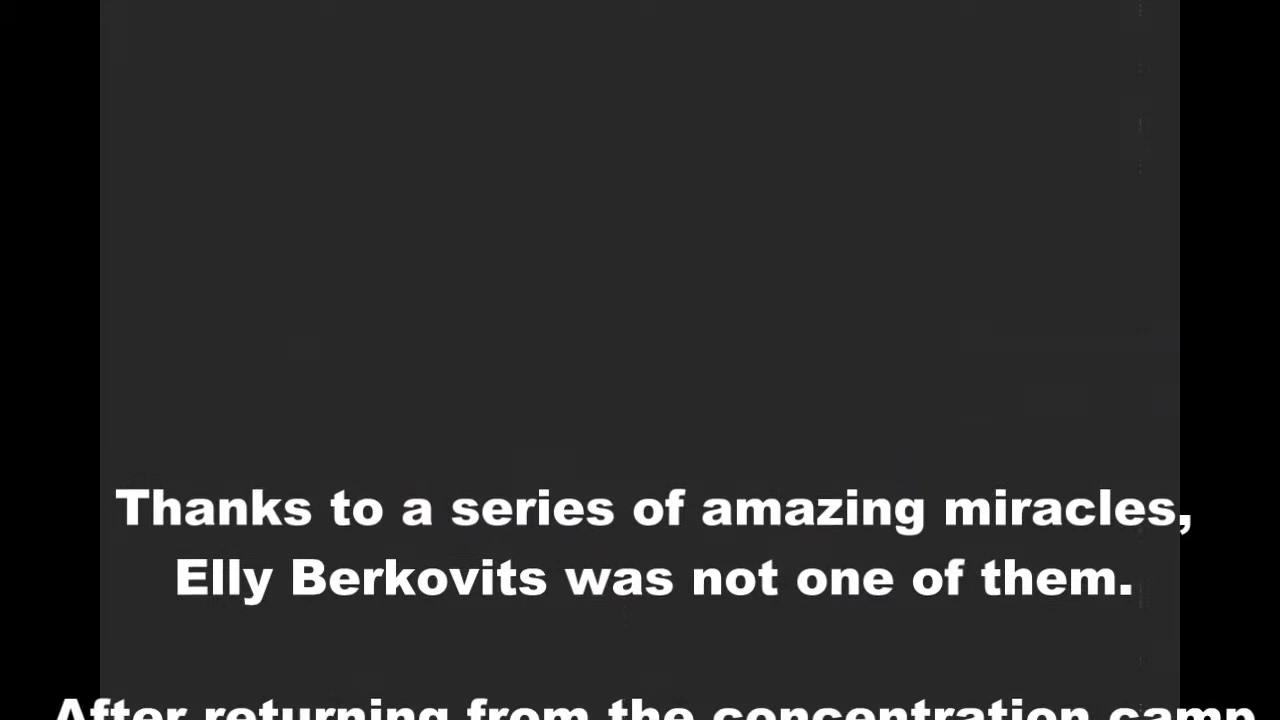 Thanks to a series of amazing miracles,
Elly Berkovits was not one of them.
After returning from the concentration camp